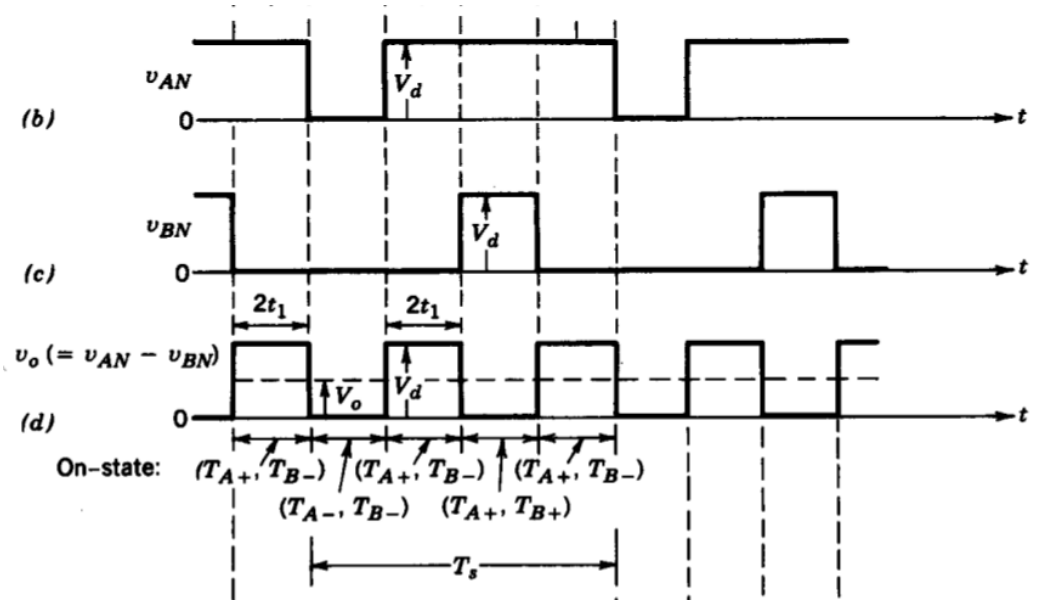 v_AN
V_d
(b)
0
t
v_BN
V_d
(c)
0
t
2t_1 2t_1
v_o (= v_AN − v_BN)
V_o V_d
(d)
0
t
On-state: (T_A+, T_B−) (T_A+, T_B−) (T_A+, T_B−)
(T_A−, T_B−) (T_A+, T_B+)
T_s